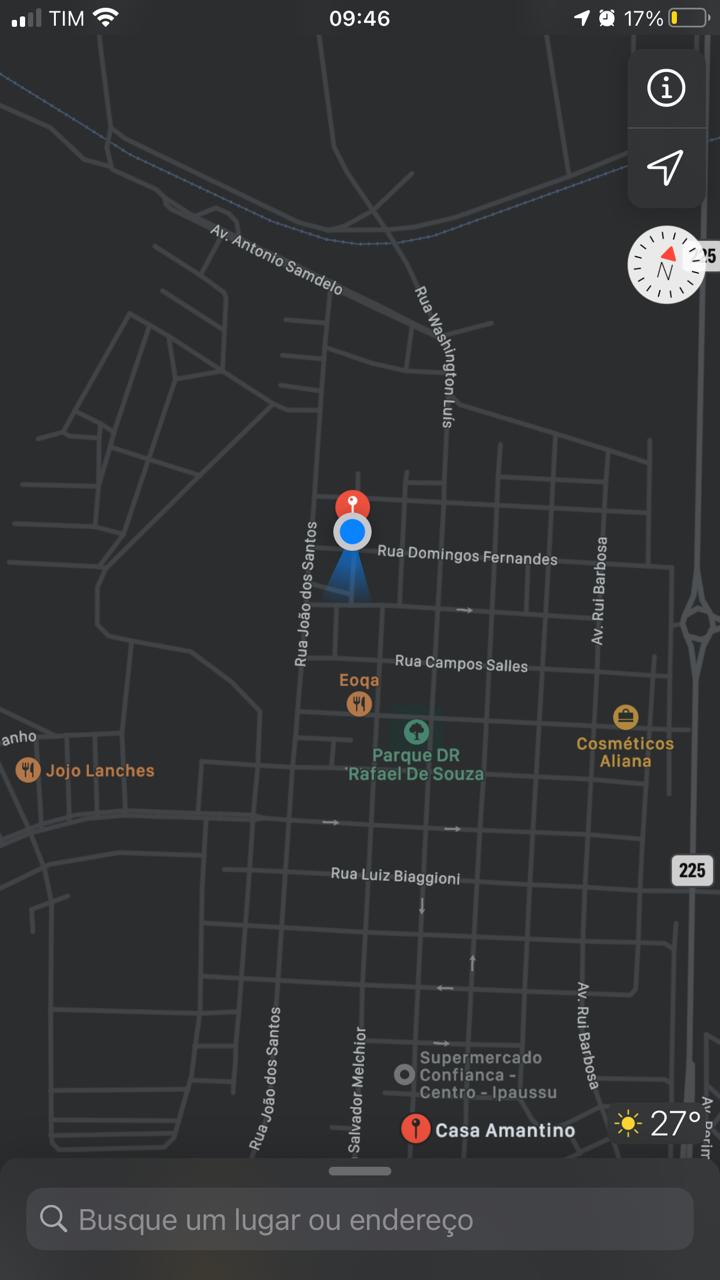 TIM
09:46
17%
25
N
Av. Antonio Samdelo
Rua Washington Luís
Rua João dos Santos
Rua Domingos Fernandes
Av. Rui Barbosa
Rua Campos Salles
Eoqa
anho
Jojo Lanches
Parque DR
Rafael De Souza
Cosméticos
Aliana
225
Rua Luiz Biaggioni
Rua João dos Santos
Salvador Melchior
Av. Rui Barbosa
Supermercado
Confianca -
Centro - Ipaussu
Casa Amantino
27°
Busque um lugar ou endereço